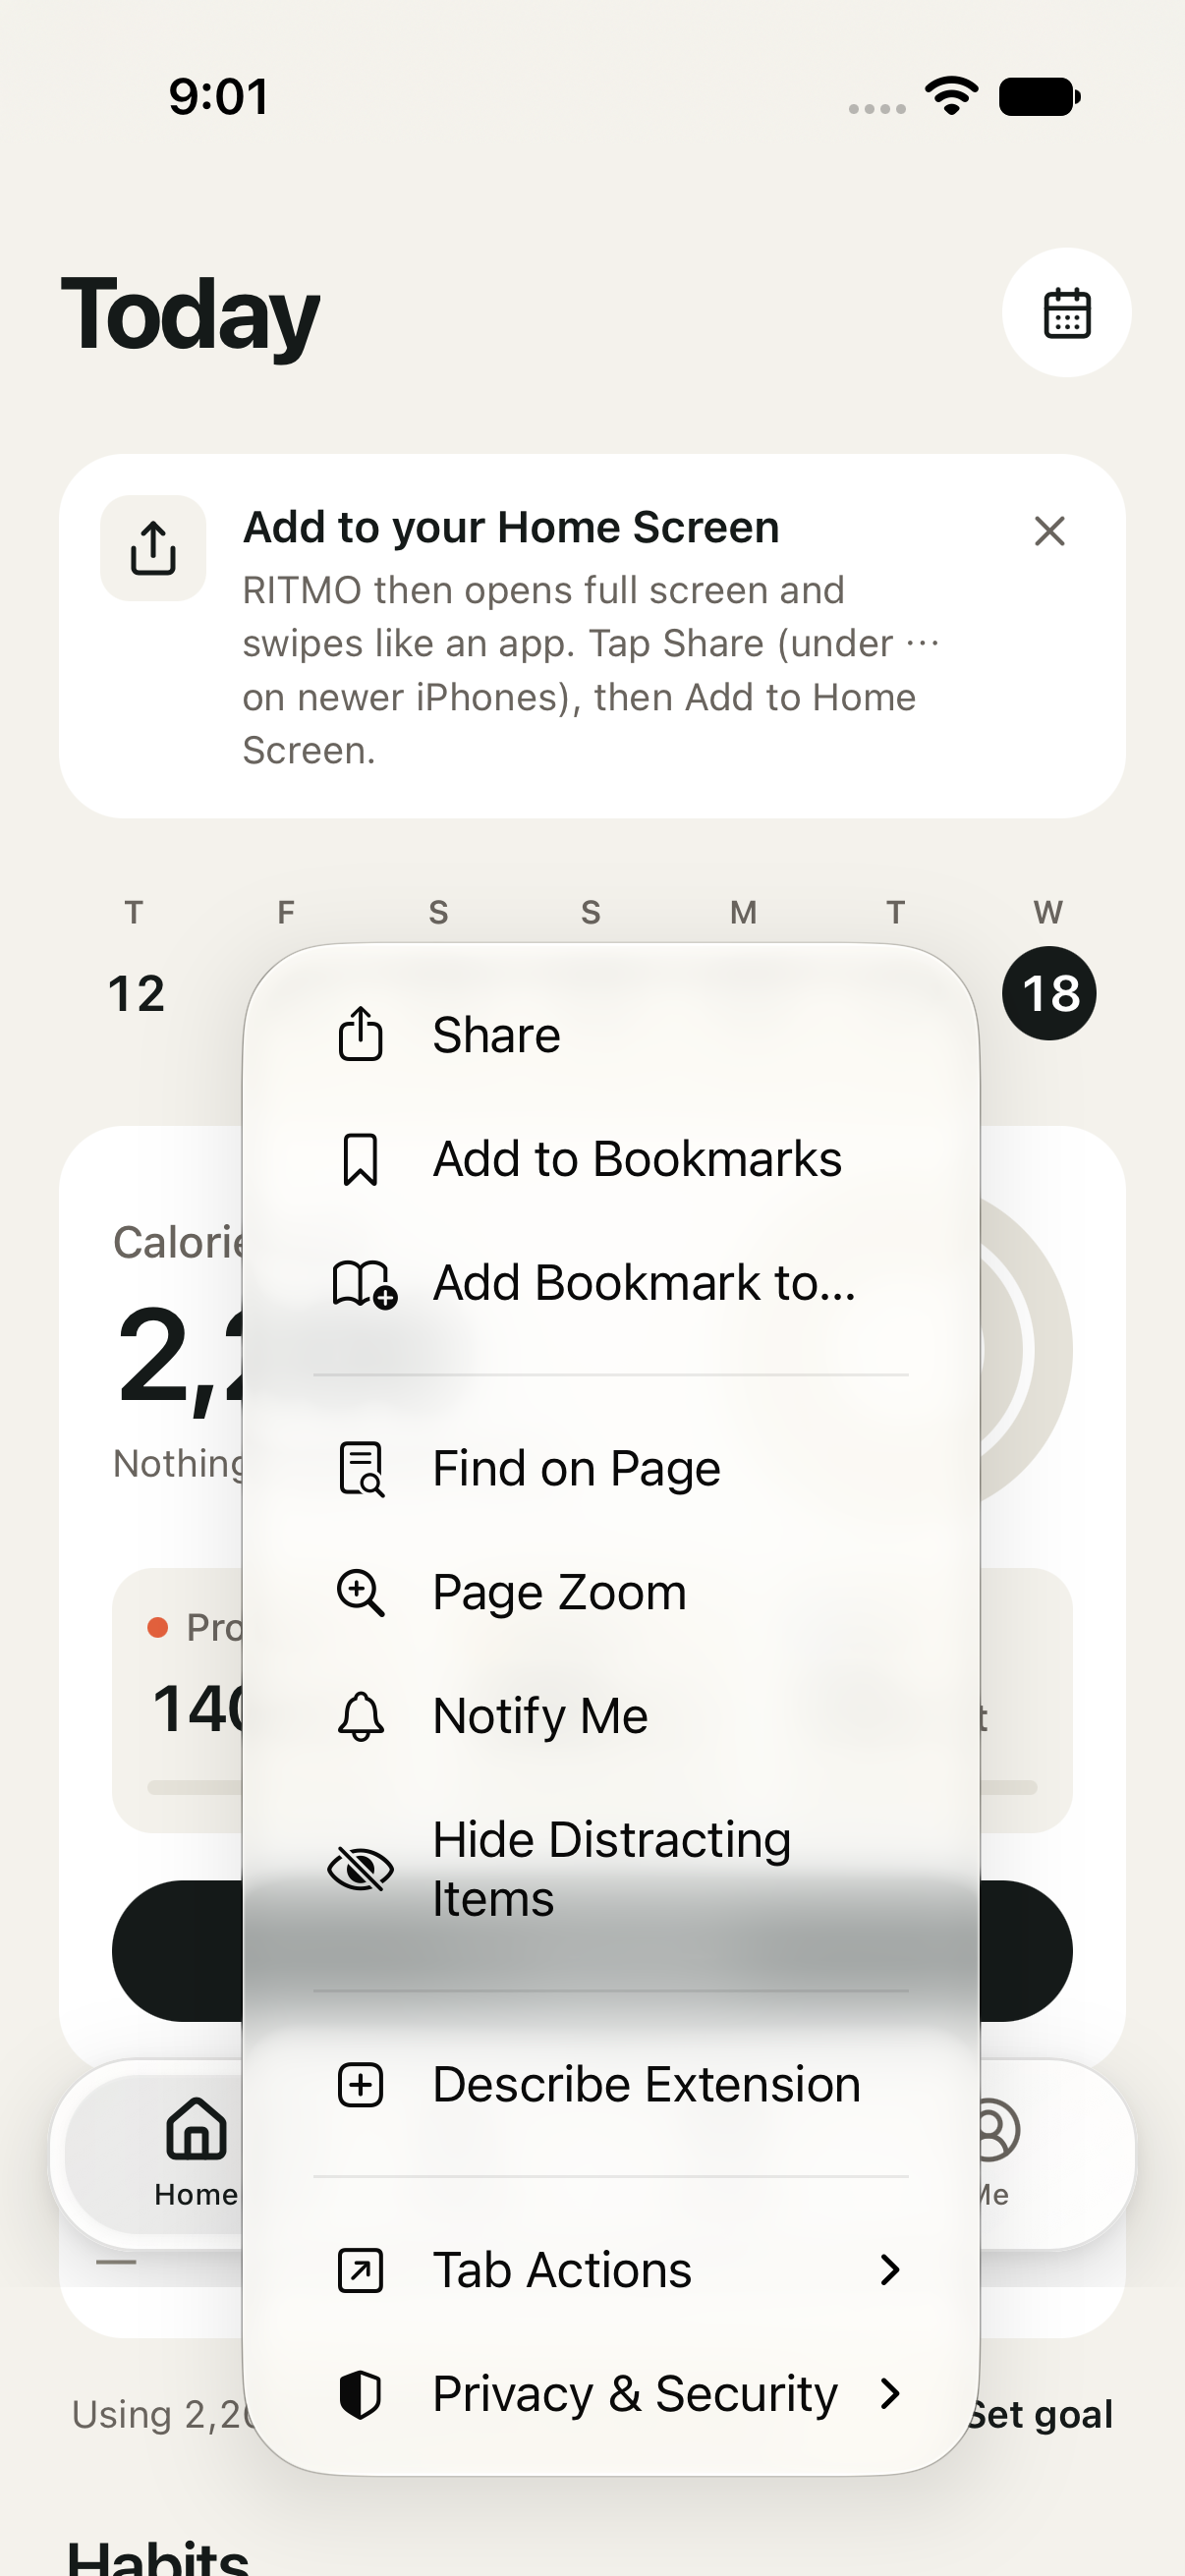 9:01
Today
Add to your Home Screen
RITMO then opens full screen and
swipes like an app. Tap Share (under ···
on newer iPhones), then Add to Home
Screen.
T F S S M T W
12 18
Share
Add to Bookmarks
Add Bookmark to...
Find on Page
Page Zoom
Notify Me
Hide Distracting
Items
Describe Extension
Tab Actions
Privacy & Security
Nothing
Home
Me
Using
Set goal
Habits